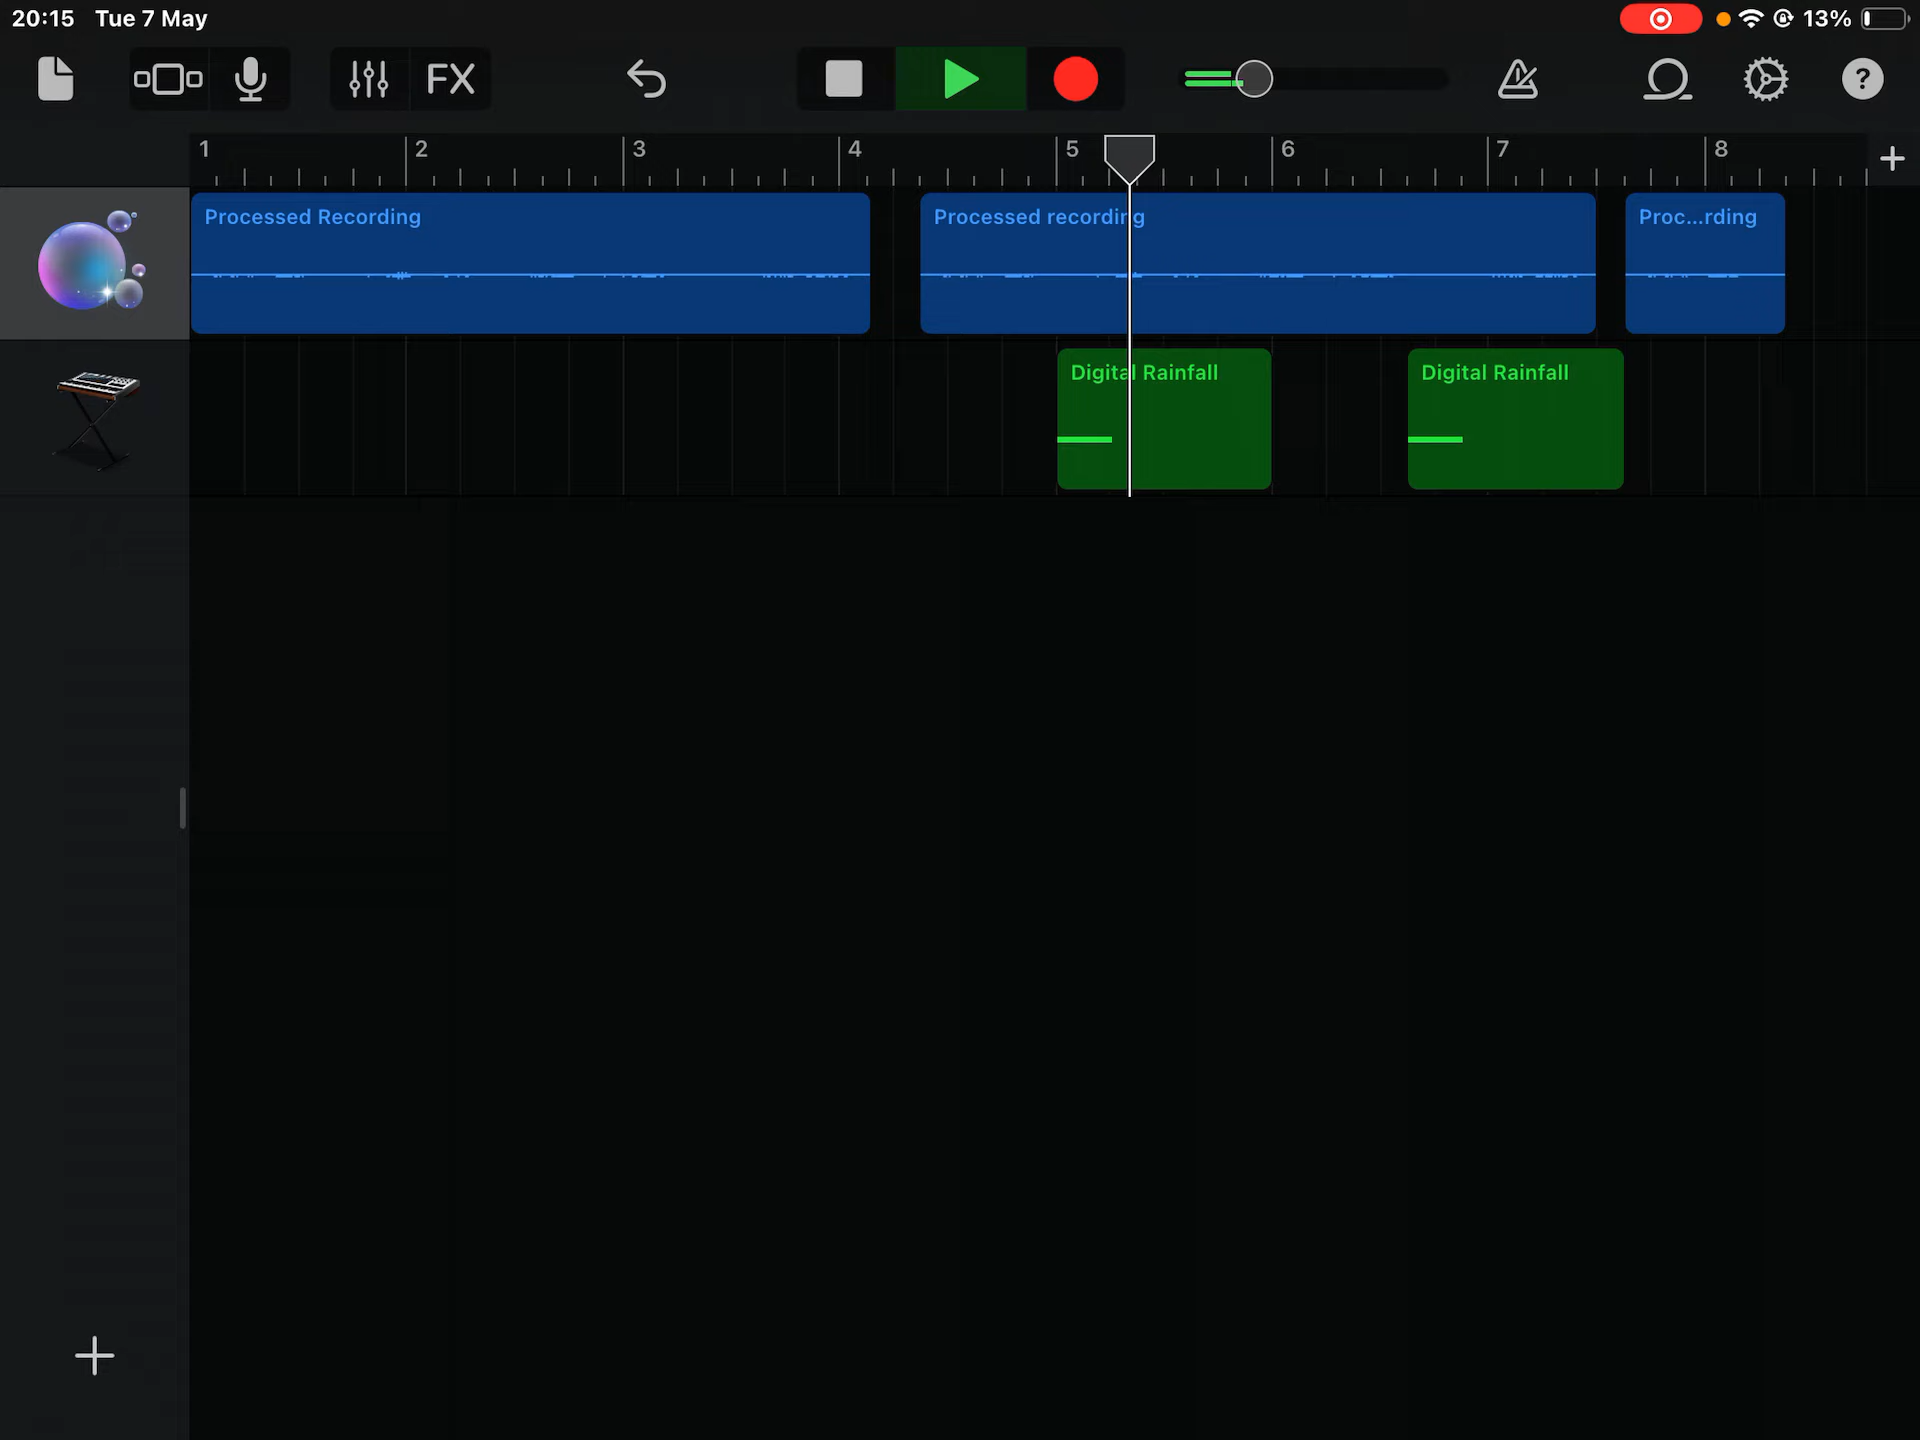 20:15 Tue 7 May 13%
FX ?
1 2 3 4 5 6 7 8
Processed Recording Processed recording Proc...rding
Digital Rainfall Digital Rainfall